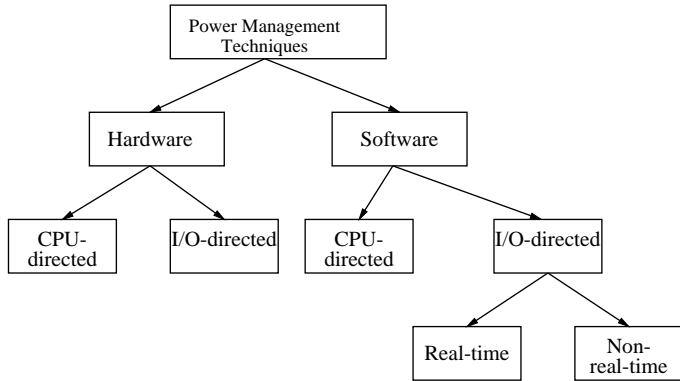 Power Management
Techniques
Hardware
Software
CPU-
directed
I/O-directed
CPU-
directed
I/O-directed
Real-time
Non-
real-time